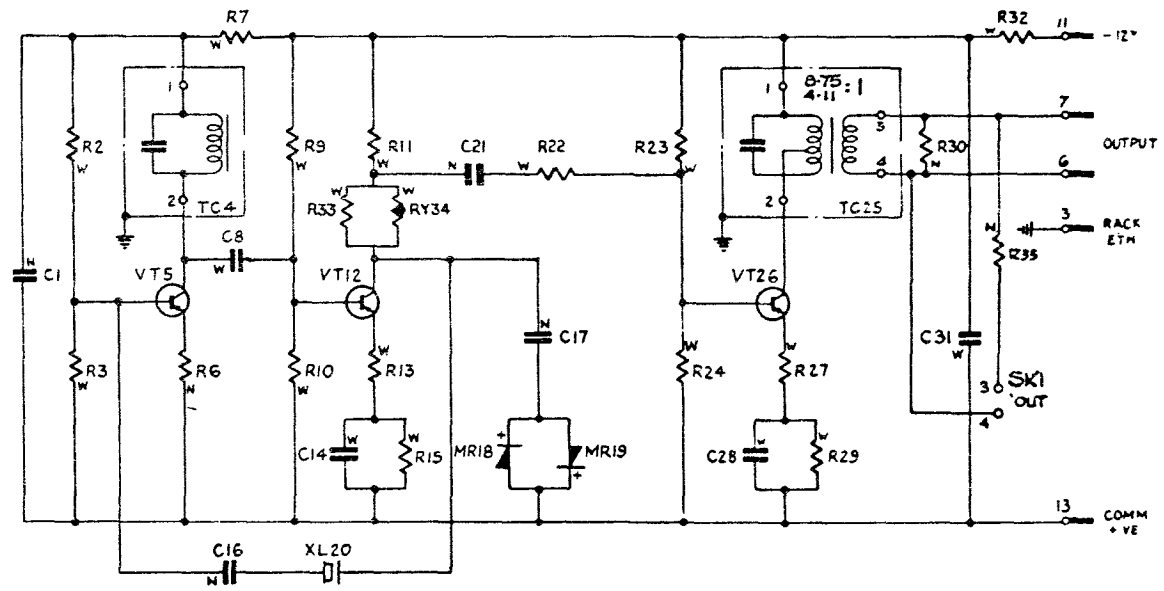 R7
R32
11
-12v
W
W
1
1
8·75
4·11 : 1
7
5
R2
R9
R11
C21
R22
R23
R30
OUTPUT
W
W
W
N
W
W
N
4
6
W
W
2
R33
RY34
2
TC4
TC25
3
RACK
ETH
C8
N
R35
N
C1
VT5
W
VT12
VT26
N
C17
C31
W
R3
R6
R10
W
R13
W
R24
W
R27
W
N
W
3
SK1
'OUT
4
C14
W
W
R15
+
MR18
MR19
+
C28
W
W
R29
13
COMM
+VE
C16
XL20
N